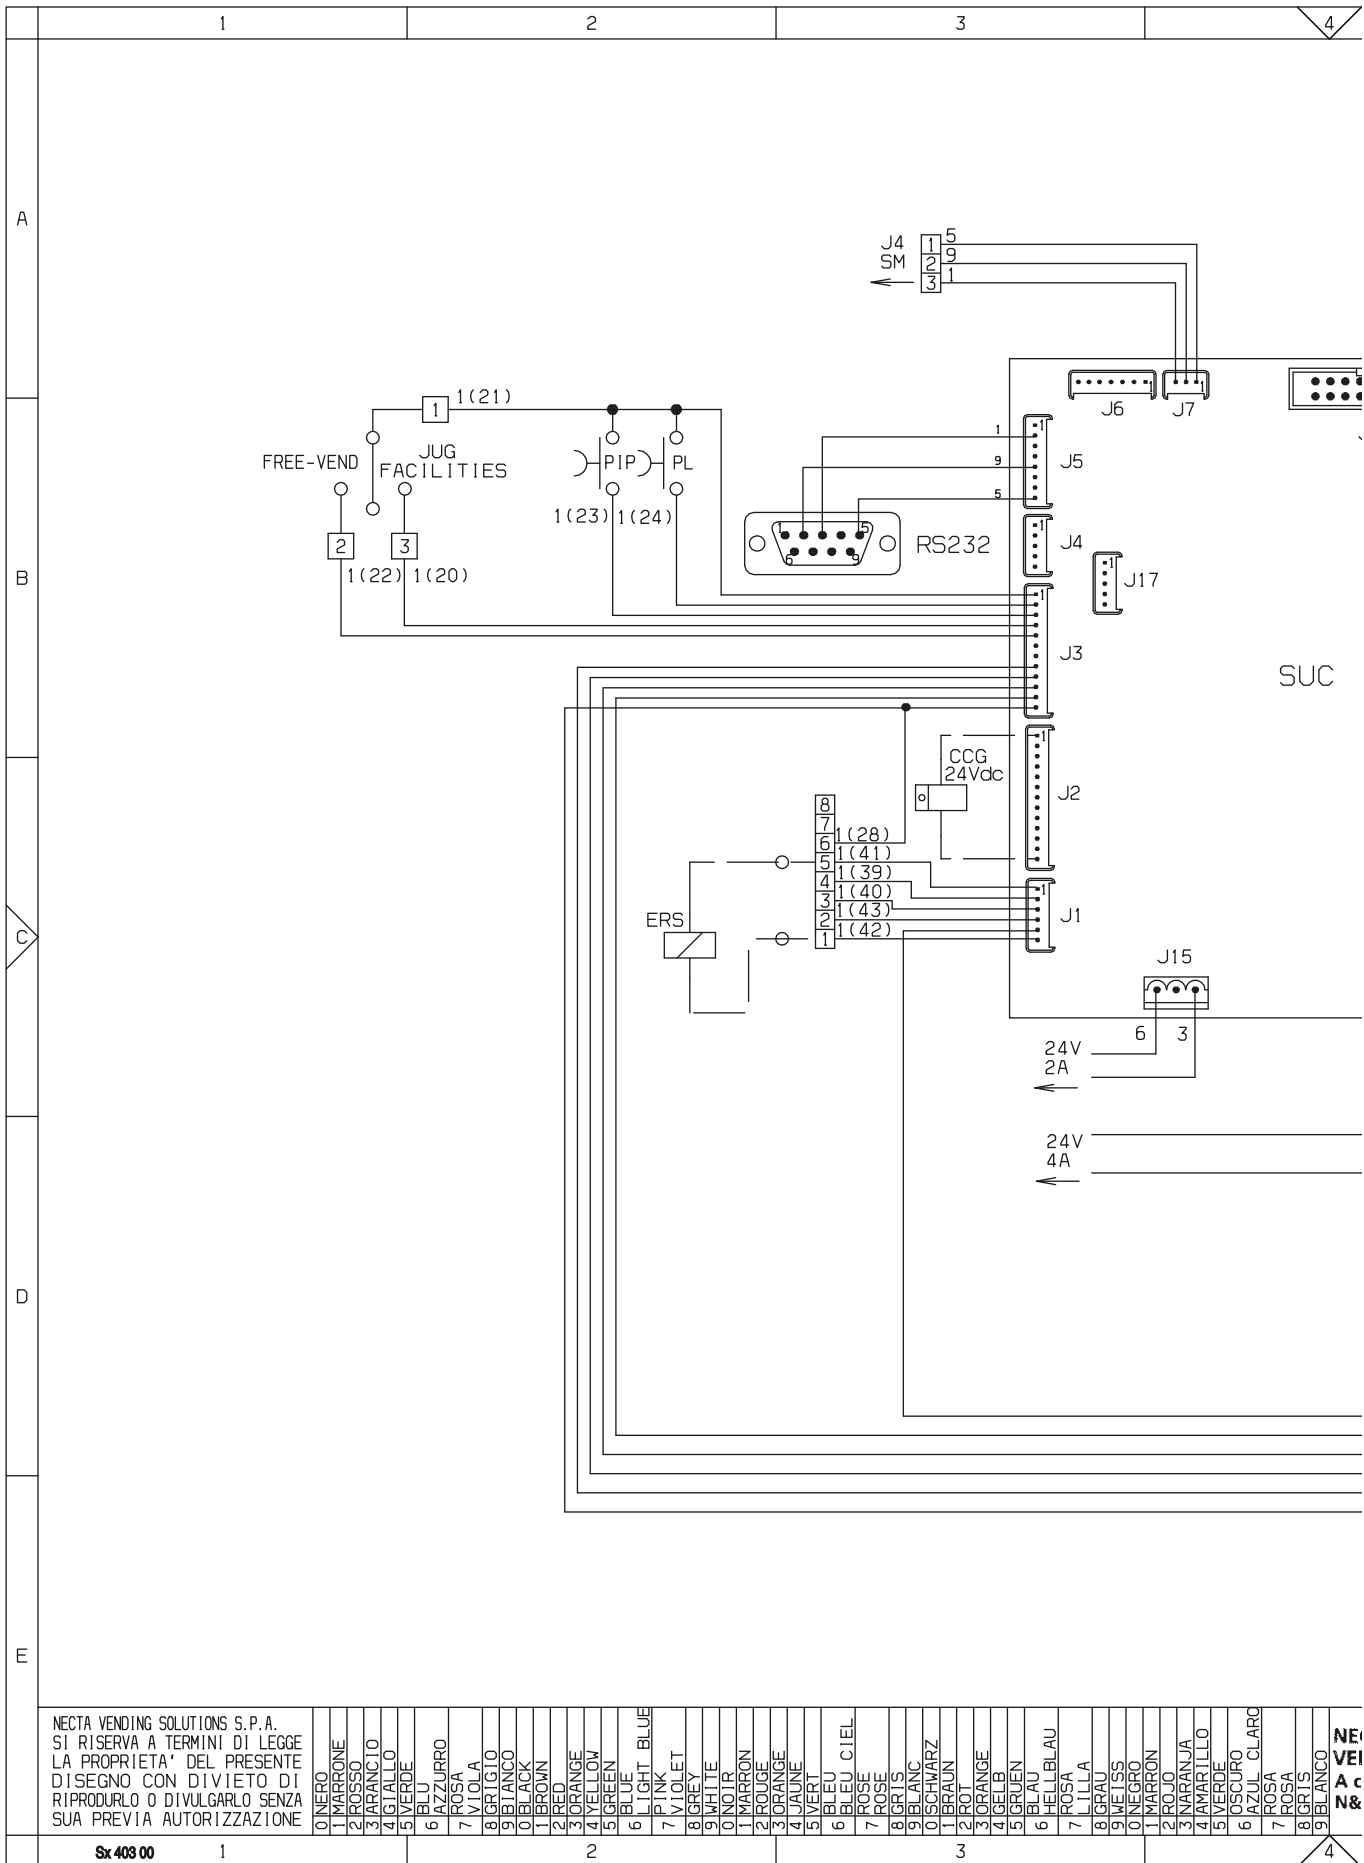 1 2 3 4
A
J4 1 5
SM 2 9
3 1
1 1
J6 J7
1 1(21)
1 1
JUG
FREE-VEND FACILITIES PIP PL 9 J5
5
1(23) 1(24)
1 5 1
2 3 RS232 J4
6 9
1(22) 1(20) 1
J17
B
1
J3
SUC
1
CCG
24Vdc
J2
8
7
6 1(28)
5 1(41)
4 1(39)
3 1(40)
2 1(43)
1 1(42)
1
ERS J1
C
J15
6 3
24V
2A
24V
4A
D
E
NECTA VENDING SOLUTIONS S.P.A.
SI RISERVA A TERMINI DI LEGGE
LA PROPRIETA' DEL PRESENTE
DISEGNO CON DIVIETO DI
RIPRODURLO O DIVULGARLO SENZA
SUA PREVIA AUTORIZZAZIONE
0 NERO
1 MARRONE
2 ROSSO
3 ARANCIO
4 GIALLO
5 VERDE
6 BLU
AZZURRO
7 ROSA
VIOLA
8 GRIGIO
9 BIANCO
0 BLACK
1 BROWN
2 RED
3 ORANGE
4 YELLOW
5 GREEN
6 BLUE
LIGHT BLUE
7 PINK
VIOLET
8 GREY
9 WHITE
0 NOIR
1 MARRON
2 ROUGE
3 ORANGE
4 JAUNE
5 VERT
6 BLEU
BLEU CIEL
7 ROSE
ROSE
8 GRIS
9 BLANC
0 SCHWARZ
1 BRAUN
2 ROT
3 ORANGE
4 GELB
5 GRUEN
6 BLAU
HELLBLAU
7 ROSA
LILLA
8 GRAU
9 WEISS
0 NEGRO
1 MARRON
2 ROJO
3 NARANJA
4 AMARILLO
5 VERDE
6 OSCURO
AZUL CLARO
7 ROSA
ROSA
8 GRIS
9 BLANCO
A
N&
Sx 403 00 1 2 3 4